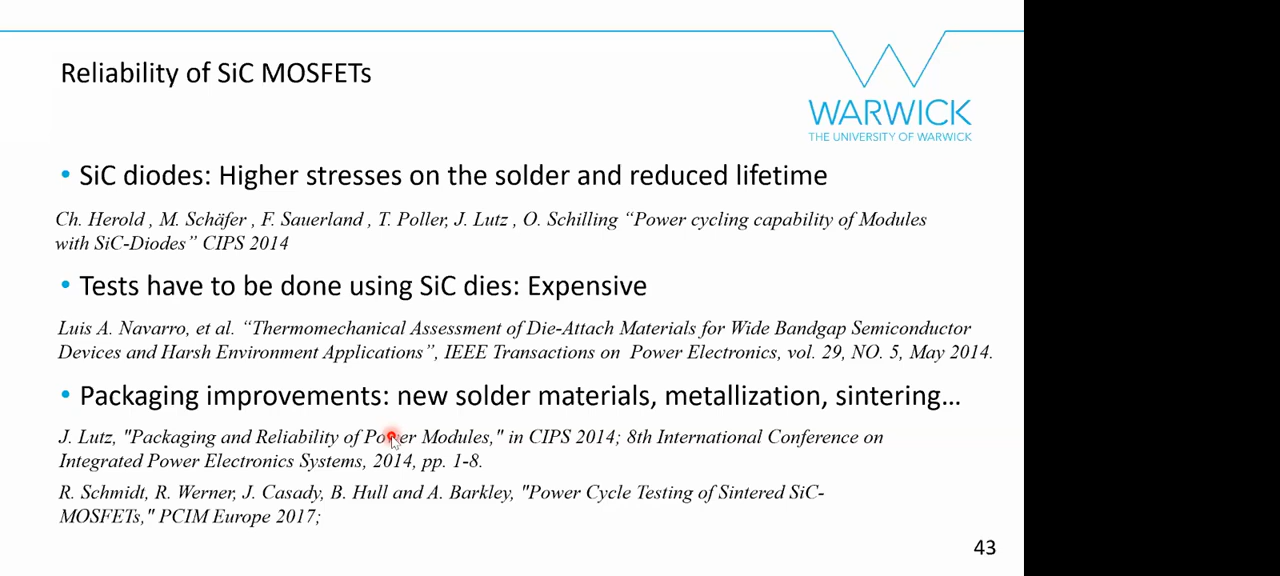 Reliability of SiC MOSFETs
WARWICK
THE UNIVERSITY OF WARWICK
• SiC diodes: Higher stresses on the solder and reduced lifetime
Ch. Herold , M. Schäfer , F. Sauerland , T. Poller, J. Lutz , O. Schilling “Power cycling capability of Modules
with SiC-Diodes” CIPS 2014
• Tests have to be done using SiC dies: Expensive
Luis A. Navarro, et al. “Thermomechanical Assessment of Die-Attach Materials for Wide Bandgap Semiconductor
Devices and Harsh Environment Applications”, IEEE Transactions on Power Electronics, vol. 29, NO. 5, May 2014.
• Packaging improvements: new solder materials, metallization, sintering…
J. Lutz, "Packaging and Reliability of Power Modules," in CIPS 2014; 8th International Conference on
Integrated Power Electronics Systems, 2014, pp. 1-8.
R. Schmidt, R. Werner, J. Casady, B. Hull and A. Barkley, "Power Cycle Testing of Sintered SiC-
MOSFETs," PCIM Europe 2017;
43